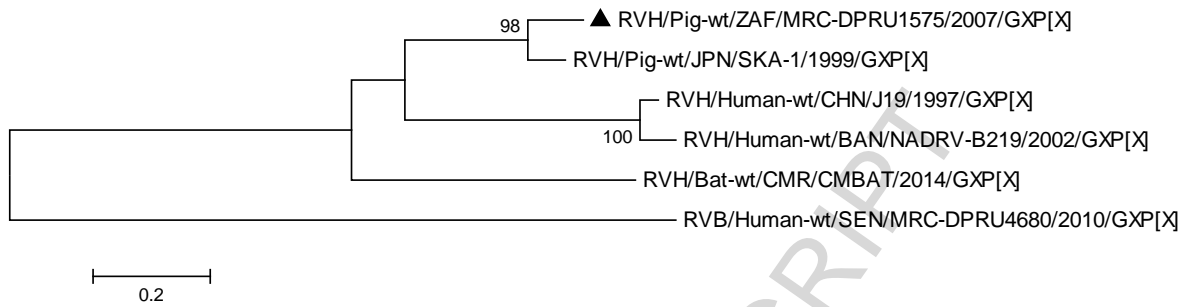 98
▲ RVH/Pig-wt/ZAF/MRC-DPRU1575/2007/GXP[X]
RVH/Pig-wt/JPN/SKA-1/1999/GXP[X]
RVH/Human-wt/CHN/J19/1997/GXP[X]
100
RVH/Human-wt/BAN/NADRV-B219/2002/GXP[X]
RVH/Bat-wt/CMR/CMBAT/2014/GXP[X]
RVB/Human-wt/SEN/MRC-DPRU4680/2010/GXP[X]
0.2
SCRIPT